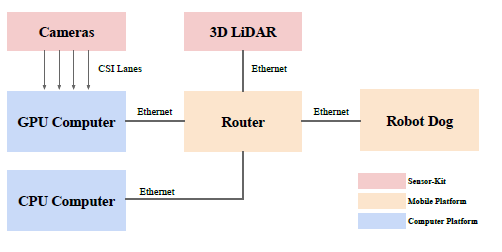 Cameras
3D LiDAR
CSI Lanes
Ethernet
GPU Computer
Ethernet
Router
Ethernet
Robot Dog
CPU Computer
Ethernet
Sensor-Kit
Mobile Platform
Computer Platform